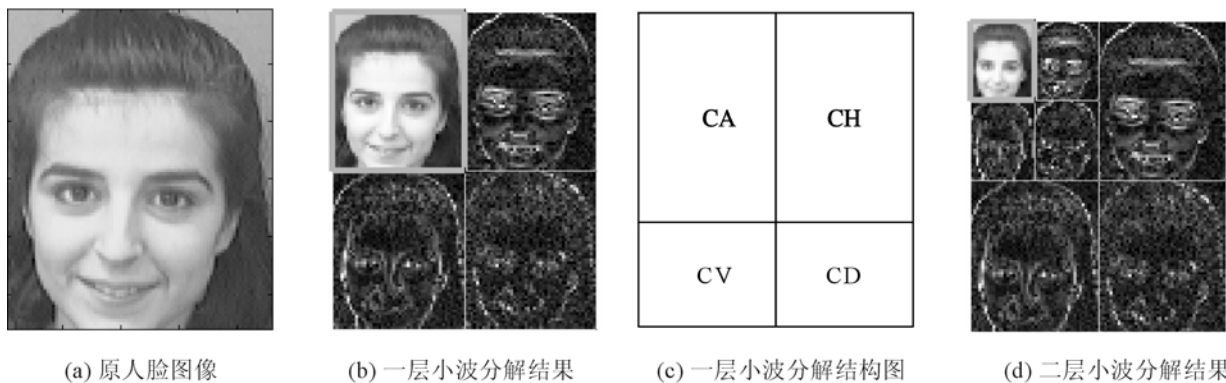 CA
CH
CV
CD
(a) 原人脸图像
(b) 一层小波分解结果
(c) 一层小波分解结构图
(d) 二层小波分解结果